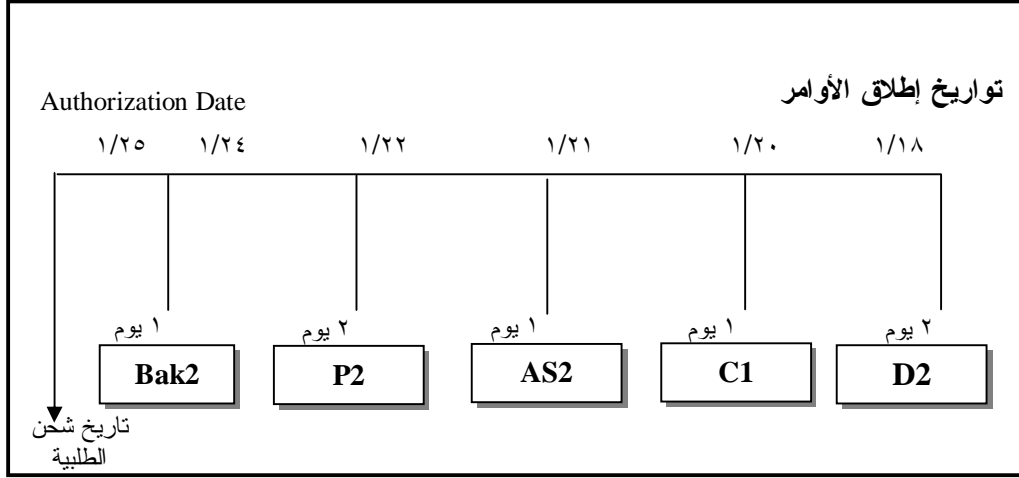 تواريخ إطلاق الأوامر
Authorization Date
١/١٨ ١/٢٠ ١/٢١ ١/٢٢ ١/٢٤ ١/٢٥
٢ يوم ١ يوم ١ يوم ٢ يوم ١ يوم
D2 C1 AS2 P2 Bak2
تاريخ شحن
الطلبية